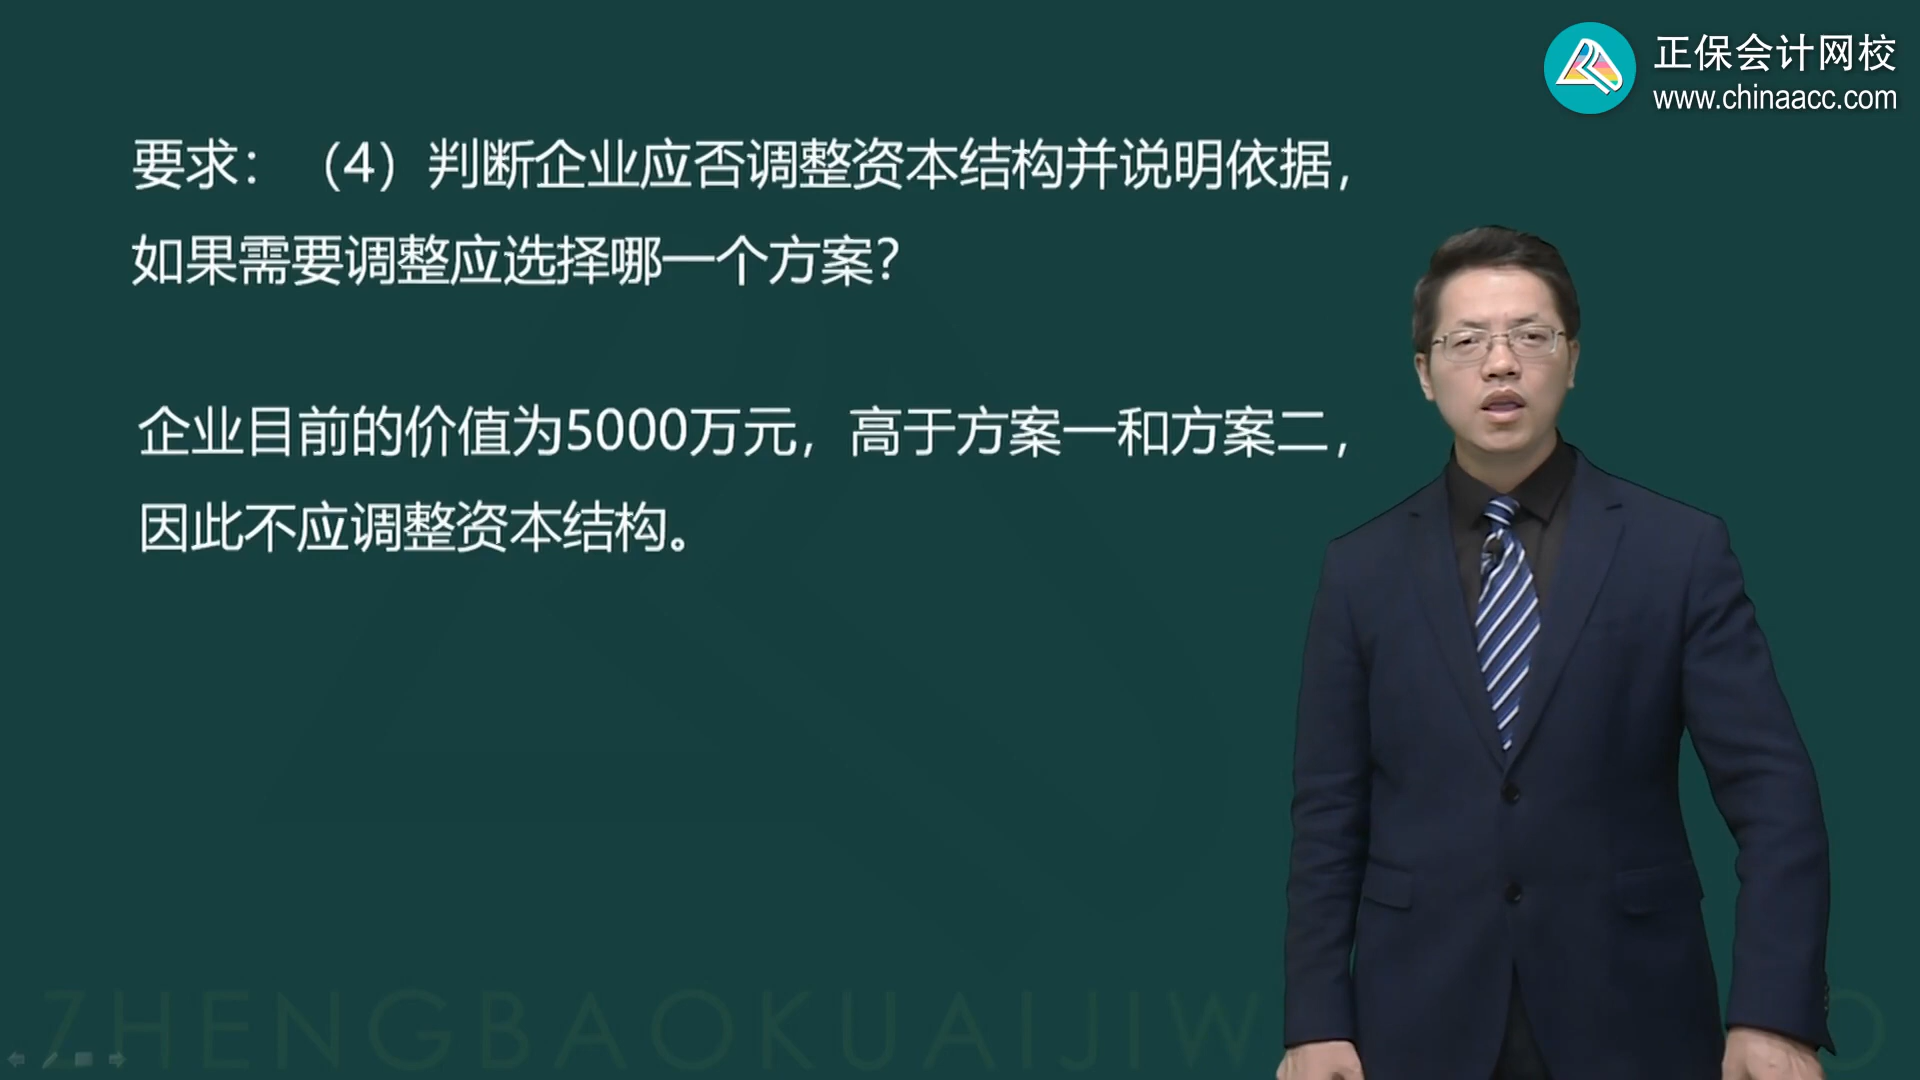 正保会计网校
www.chinaacc.com
要求：（4）判断企业应否调整资本结构并说明依据，
如果需要调整应选择哪一个方案？
企业目前的价值为5000万元，高于方案一和方案二，
因此不应调整资本结构。
ZHENGBAOKUAIJIW